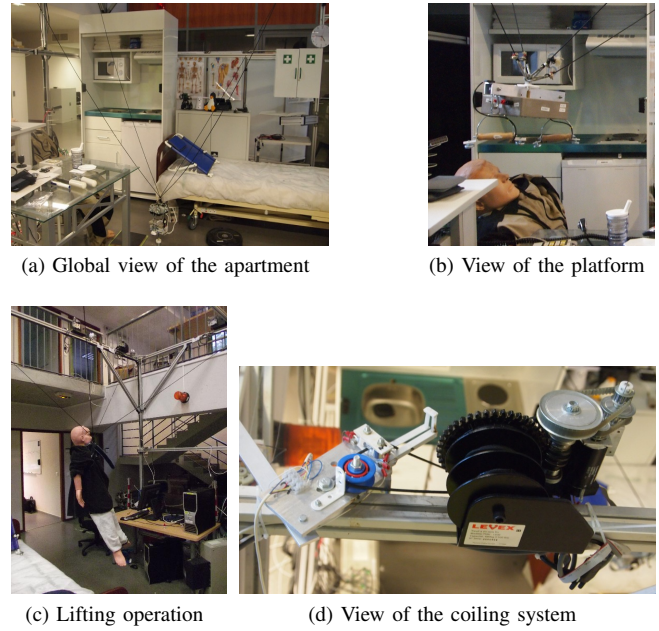 (a) Global view of the apartment
(b) View of the platform
LEVEX
(c) Lifting operation
(d) View of the coiling system